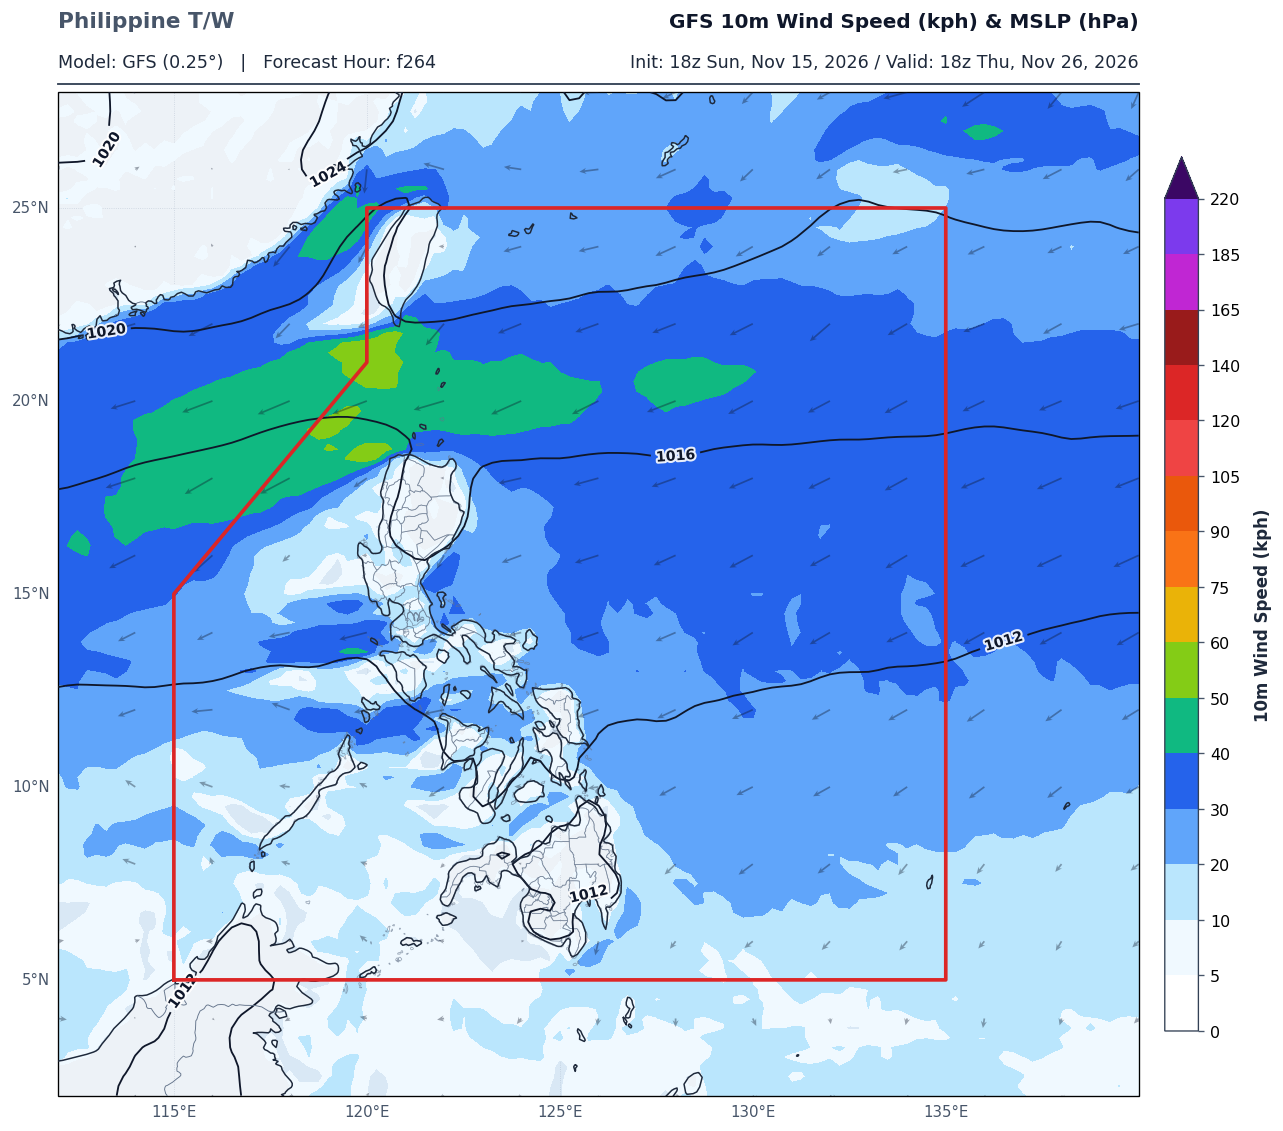 Philippine T/W
GFS 10m Wind Speed (kph) & MSLP (hPa)
Model: GFS (0.25°)   |   Forecast Hour: f264
Init: 18z Sun, Nov 15, 2026 / Valid: 18z Thu, Nov 26, 2026
1020
1024
1020
1016
1012
1012
1012
25°N
20°N
15°N
10°N
5°N
115°E
120°E
125°E
130°E
135°E
220
185
165
140
120
105
90
75
60
50
40
30
20
10
5
0
10m Wind Speed (kph)